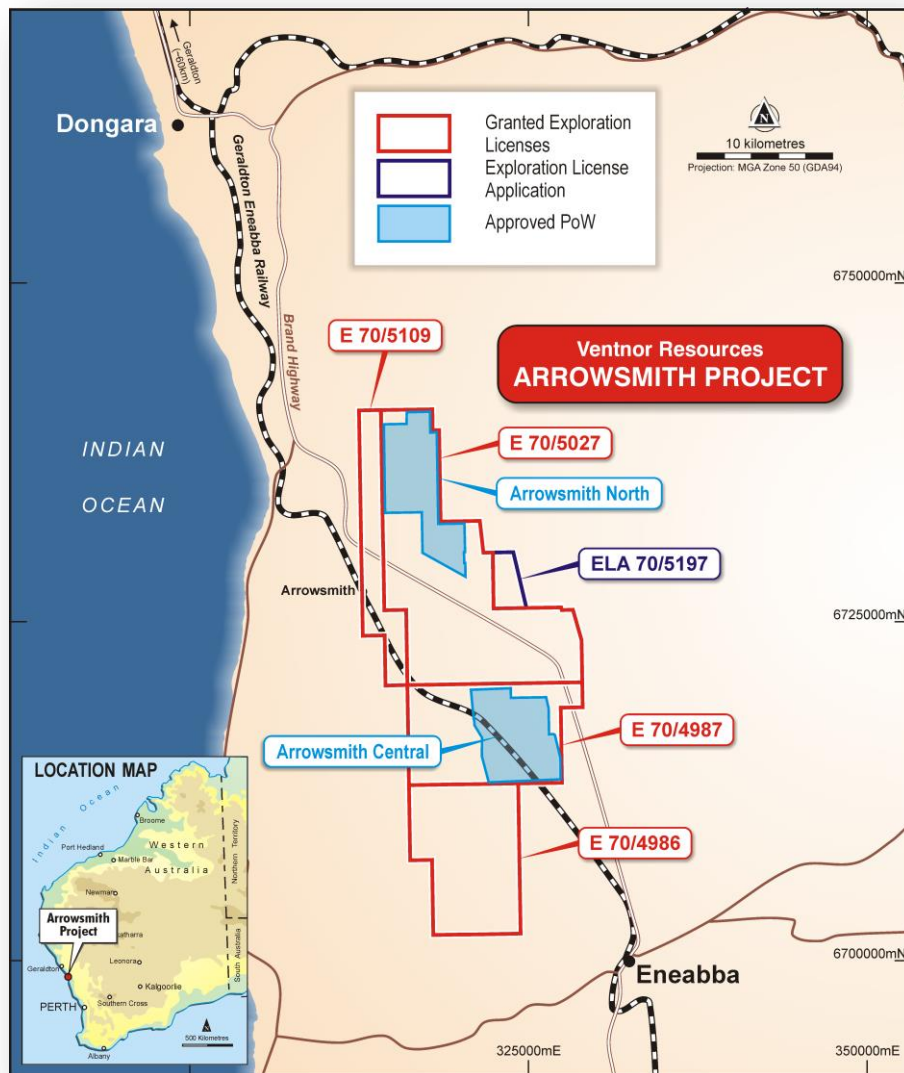 Geraldton
(~60km)
Dongara
Geraldton Eneabba Railway
Brand Highway
Granted Exploration
Licenses
Exploration License
Application
Approved PoW
N
10 kilometres
Projection: MGA Zone 50 (GDA94)
6750000mN
E 70/5109
Ventnor Resources
ARROWSMITH PROJECT
INDIAN
OCEAN
E 70/5027
Arrowsmith North
ELA 70/5197
Arrowsmith
6725000mN
Arrowsmith Central
E 70/4987
E 70/4986
6700000mN
Eneabba
325000mE
350000mE
LOCATION MAP
Indian Ocean
Broome
Port Hedland
Western
Australia
Marble Bar
Northern Territory
Newman
Arrowsmith
Project
Leonora
Geraldton
Kalgoorlie
South Australia
PERTH
Southern Cross
N
500 Kilometres
Albany